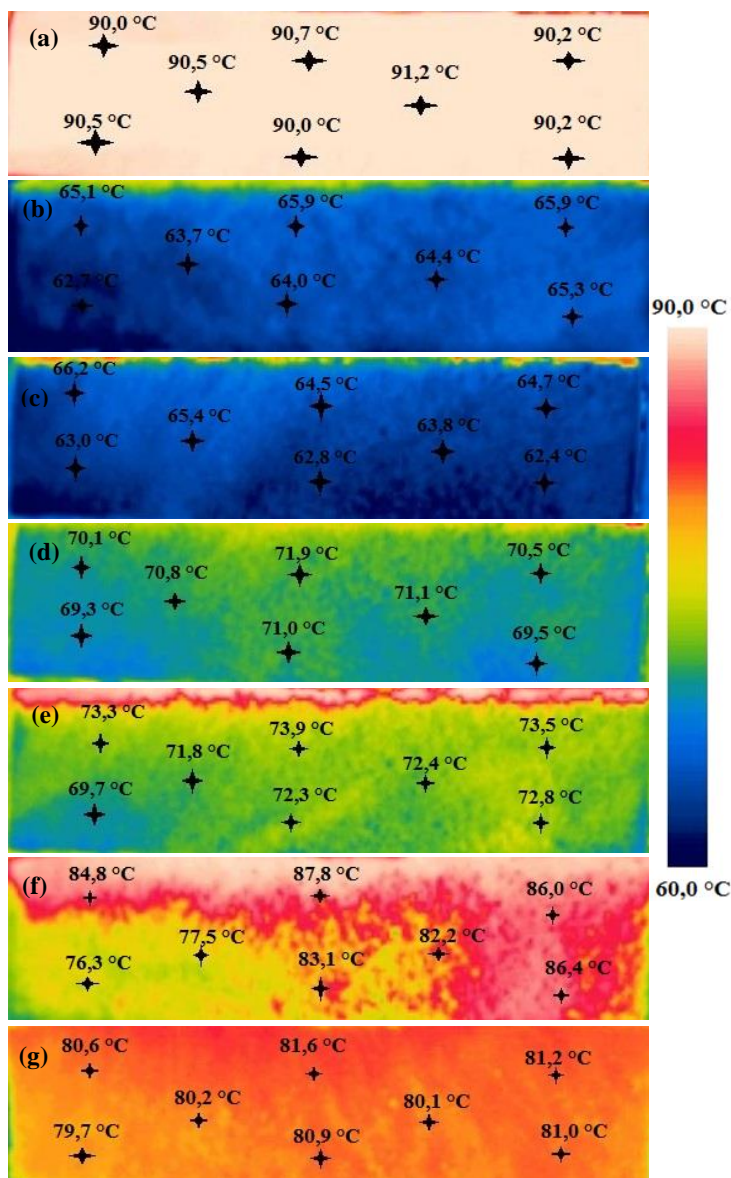 (a)
90,0 °C
90,7 °C
90,2 °C
90,5 °C
91,2 °C
90,5 °C
90,0 °C
90,2 °C
(b)
65,1 °C
65,9 °C
65,9 °C
63,7 °C
64,4 °C
62,7 °C
64,0 °C
65,3 °C
(c)
66,2 °C
64,5 °C
64,7 °C
65,4 °C
63,8 °C
63,0 °C
62,8 °C
62,4 °C
(d)
70,1 °C
71,9 °C
70,5 °C
70,8 °C
71,1 °C
69,3 °C
71,0 °C
69,5 °C
(e)
73,3 °C
73,9 °C
73,5 °C
71,8 °C
72,4 °C
69,7 °C
72,3 °C
72,8 °C
(f)
84,8 °C
87,8 °C
86,0 °C
77,5 °C
82,2 °C
76,3 °C
83,1 °C
86,4 °C
(g)
80,6 °C
81,6 °C
81,2 °C
80,2 °C
80,1 °C
79,7 °C
80,9 °C
81,0 °C
90,0 °C
60,0 °C